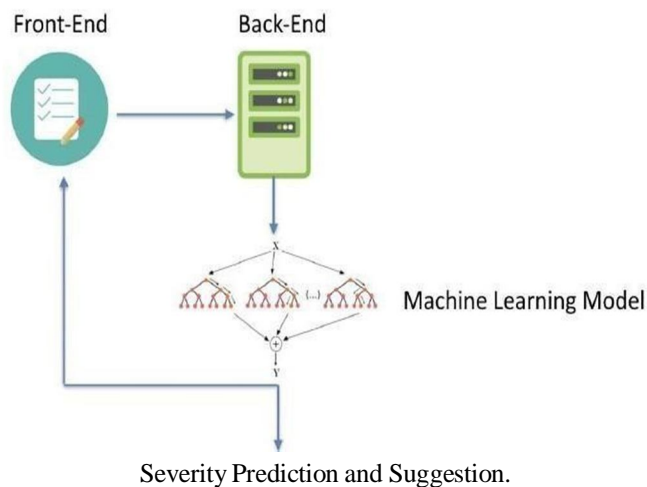 Front-End
Back-End
X
(...)
Machine Learning Model
+
Y
Severity Prediction and Suggestion.